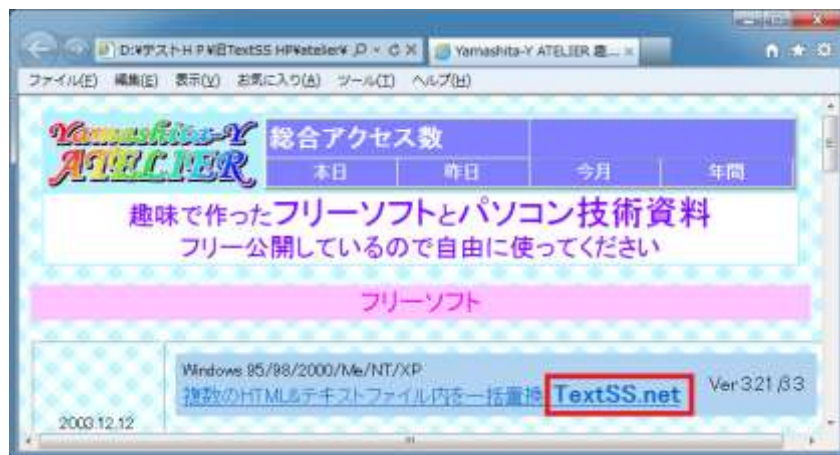 D:¥テストHP¥旧TextSS HP¥atelier¥
Yamashita-Y ATELIER 趣...
ファイル(F) 編集(E) 表示(V) お気に入り(A) ツール(T) ヘルプ(H)
Yamashita-Y
ATELIER
総合アクセス数
本日 昨日 今月 年間
趣味で作ったフリーソフトとパソコン技術資料
フリー公開しているので自由に使ってください
フリーソフト
Windows 95/98/2000/Me/NT/XP
複数のHTML&テキストファイル内を一括置換 TextSS.net Ver 3.21
2003.12.12